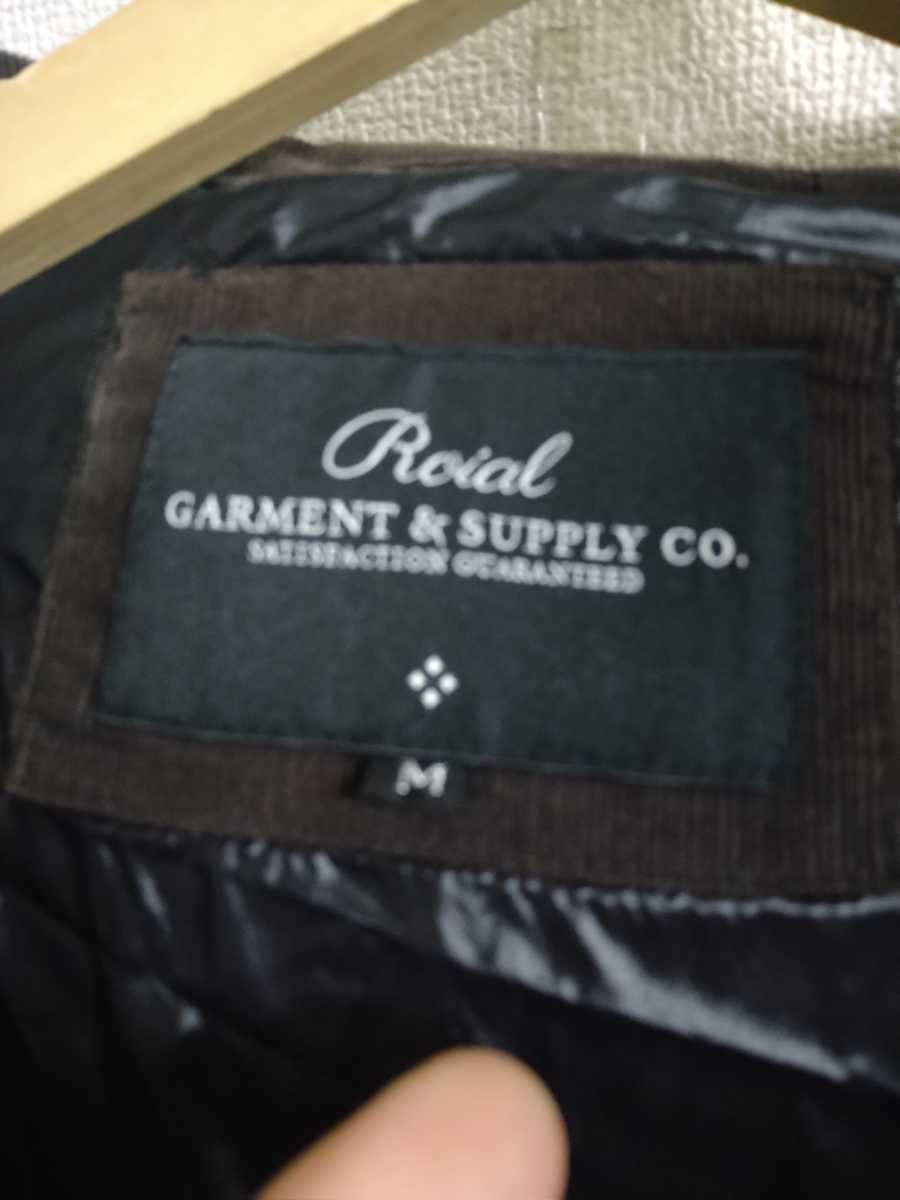 Roial
GARMENT & SUPPLY CO.
SATISFACTION GUARANTEED
M